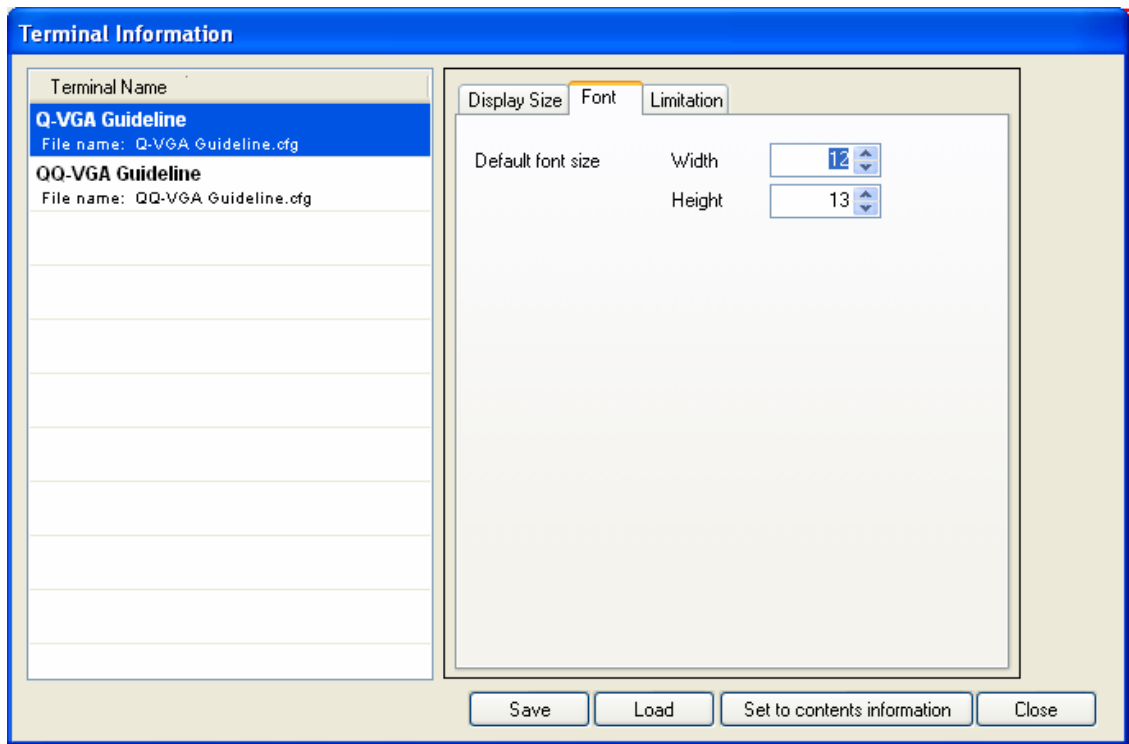 Terminal Information
Terminal Name
Q-VGA Guideline
File name: Q-VGA Guideline.cfg
QQ-VGA Guideline
File name: QQ-VGA Guideline.cfg
Display Size Font Limitation
Default font size Width 12
Height 13
Save Load Set to contents information Close